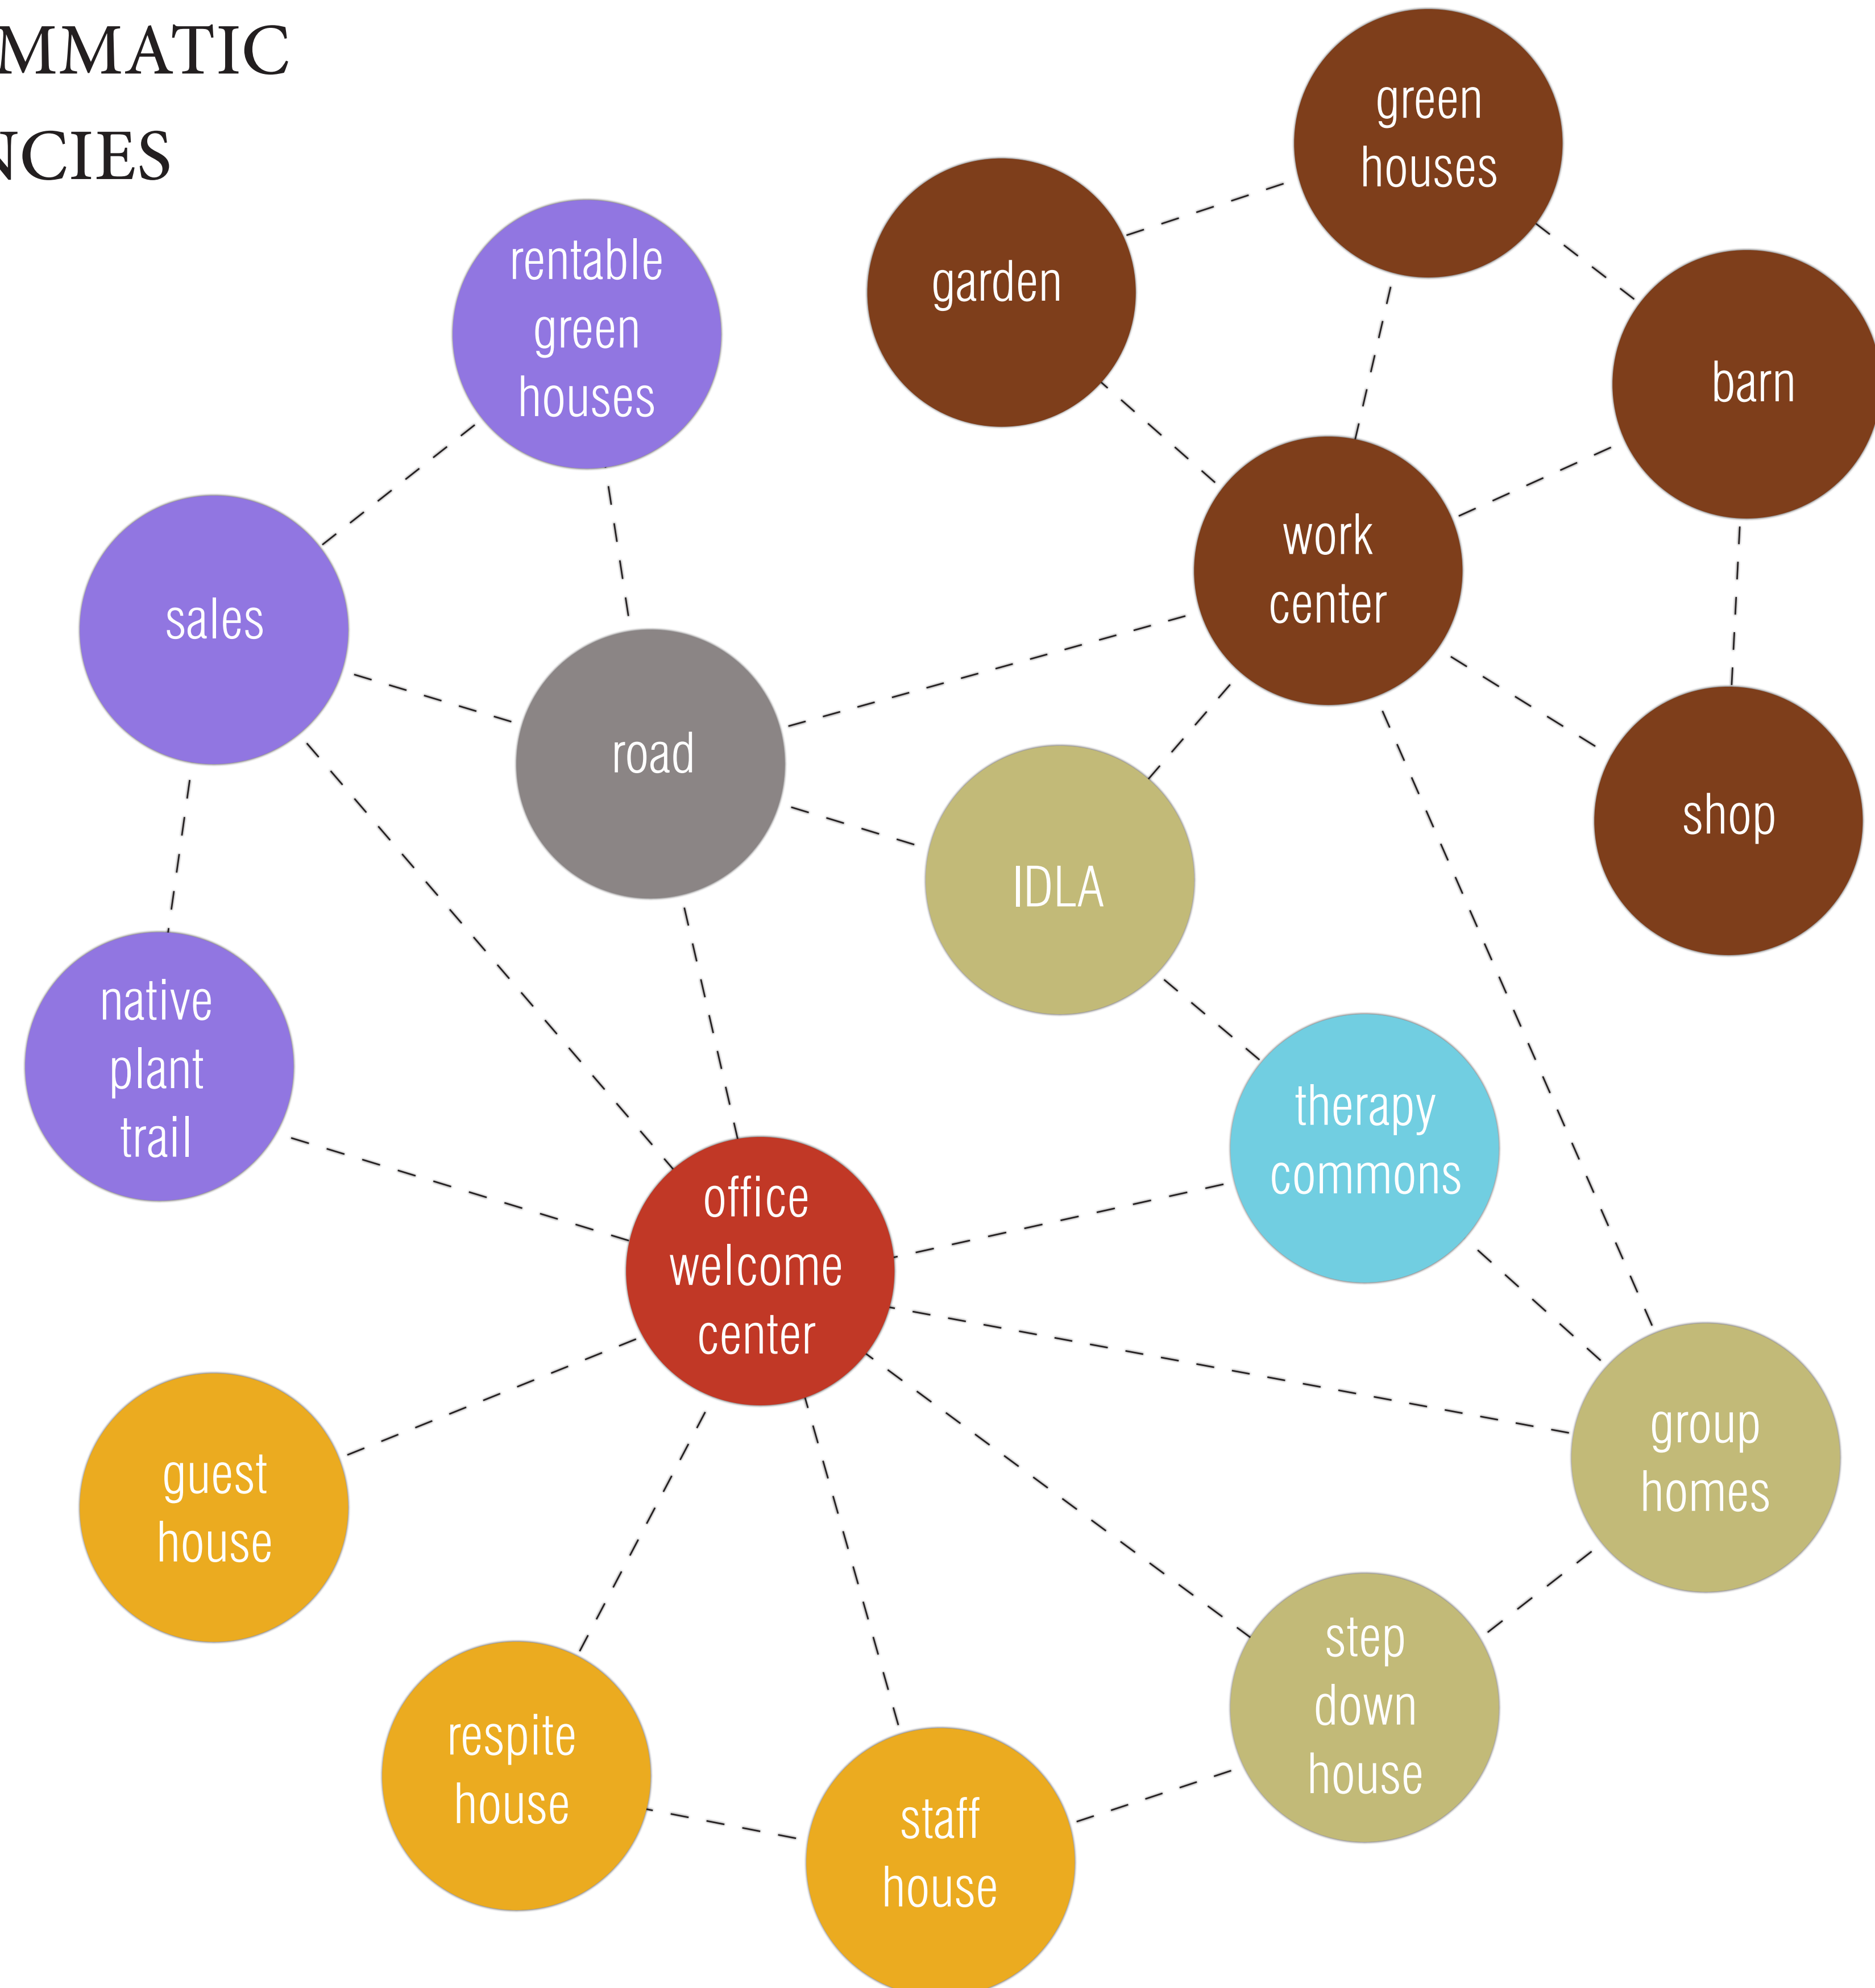 MMATIC
NCIES
green
houses
garden
rentable
green
houses
barn
work
center
sales
road
shop
IDLA
native
plant
trail
therapy
commons
office
welcome
center
group
homes
guest
house
step
down
house
respite
house
staff
house